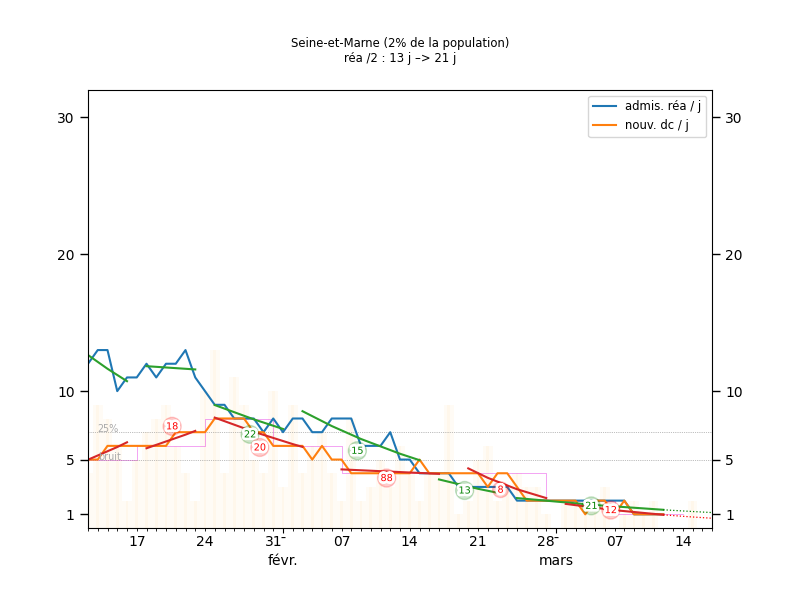 Seine-et-Marne (2% de la population)
réa /2 : 13 j –> 21 j
admis. réa / j
nouv. dc / j
30 30
20 20
10 10
5 5
1 1
25%
bruit
18
22
20
15
88
13
8
21
12
17 24 31 07 14 21 28 07 14
févr. mars